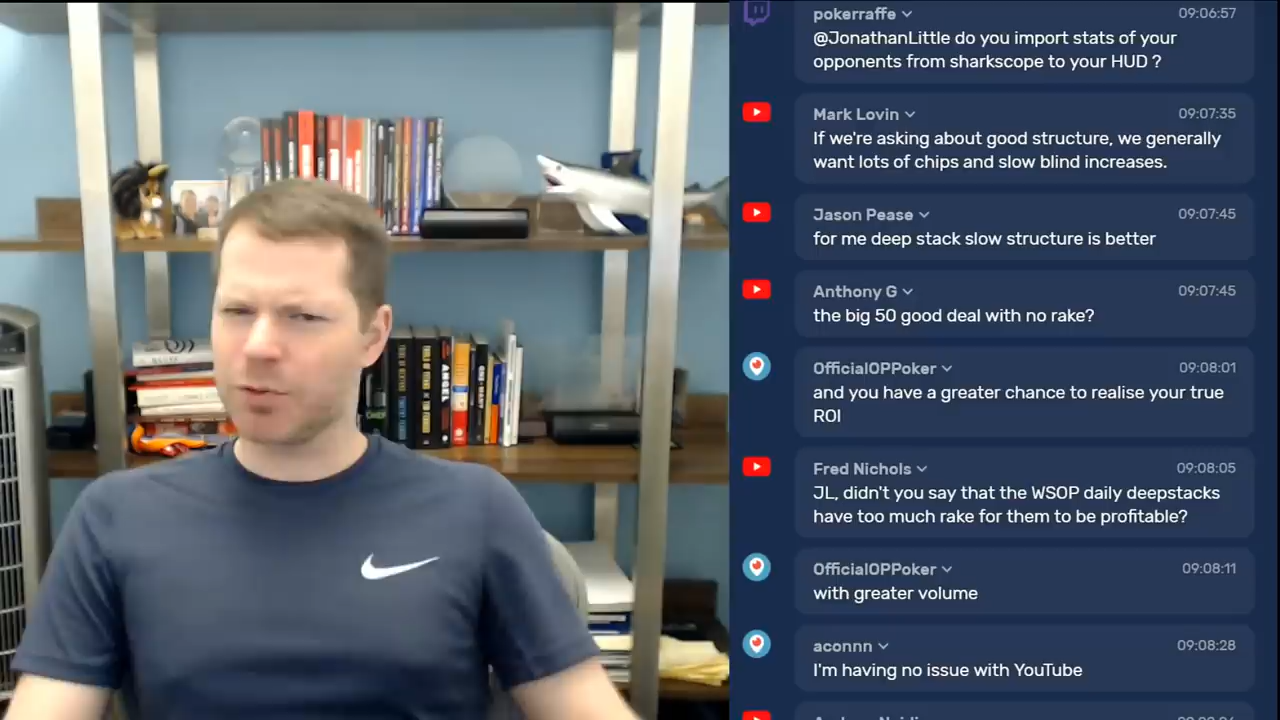 pokerraffe
09:06:57
@JonathanLittle do you import stats of your
opponents from sharkscope to your HUD ?
Mark Lovin
09:07:35
If we're asking about good structure, we generally
want lots of chips and slow blind increases.
Jason Pease
09:07:45
for me deep stack slow structure is better
Anthony G
09:07:45
the big 50 good deal with no rake?
OfficialOPPoker
09:08:01
and you have a greater chance to realise your true
ROI
Fred Nichols
09:08:05
JL, didn't you say that the WSOP daily deepstacks
have too much rake for them to be profitable?
OfficialOPPoker
09:08:11
with greater volume
aconnn
09:08:28
I'm having no issue with YouTube
ANGEL